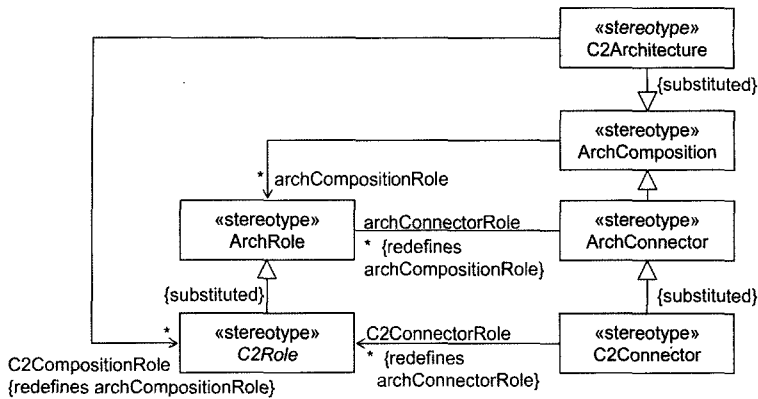 «stereotype»
C2Architecture
{substituted}
«stereotype»
ArchComposition
* archCompositionRole
«stereotype»
ArchRole
archConnectorRole
* {redefines
archCompositionRole}
«stereotype»
ArchConnector
{substituted}
{substituted}
*
«stereotype»
C2Role
C2ConnectorRole
* {redefines
archConnectorRole}
«stereotype»
C2Connector
C2CompositionRole
{redefines archCompositionRole}